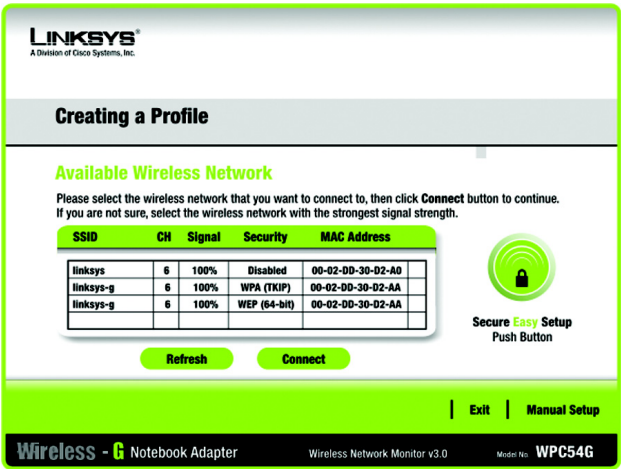 LINKSYS®
A Division of Cisco Systems, Inc.
Creating a Profile
Available Wireless Network
Please select the wireless network that you want to connect to, then click Connect button to continue.
If you are not sure, select the wireless network with the strongest signal strength.
SSID CH Signal Security MAC Address
linksys 6 100% Disabled 00-02-DD-30-D2-A0
linksys-g 6 100% WPA (TKIP) 00-02-DD-30-D2-AA
linksys-g 6 100% WEP (64-bit) 00-02-DD-30-D2-AA
Secure Easy Setup
Push Button
Refresh Connect
Exit Manual Setup
Wireless - G Notebook Adapter Wireless Network Monitor v3.0 Model No. WPC54G